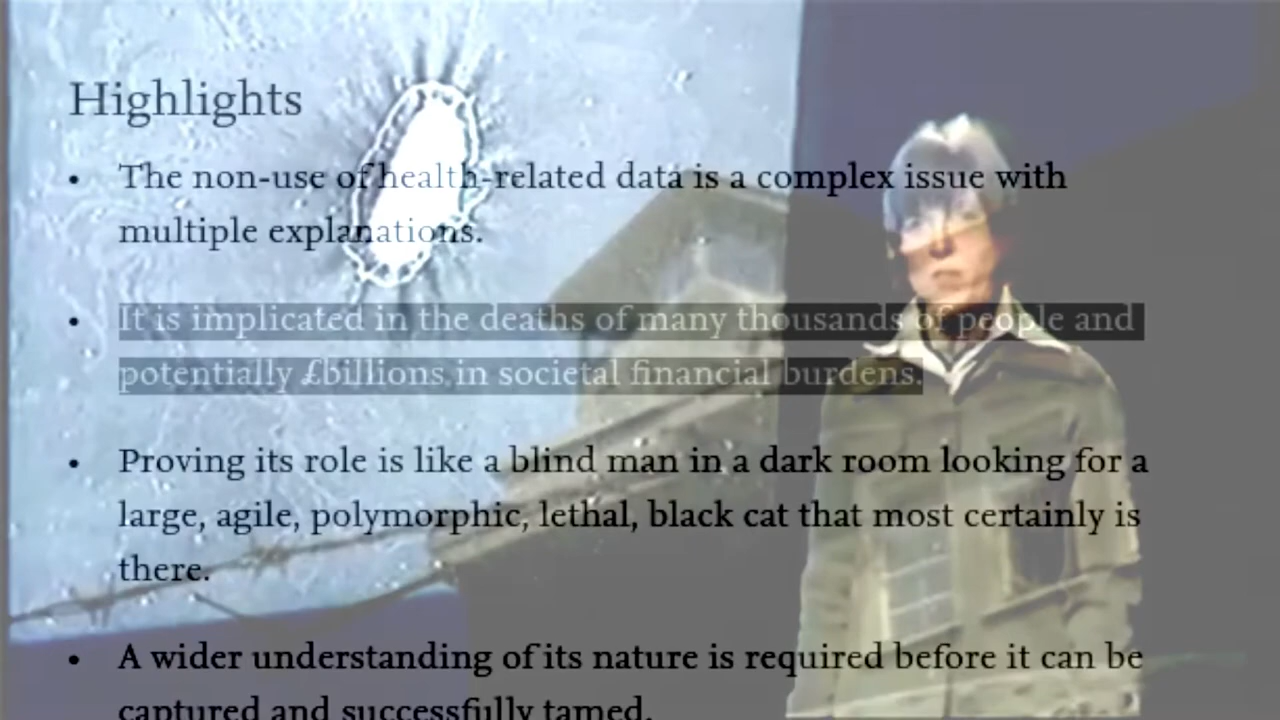 Highlights
• The non-use of health-related data is a complex issue with
multiple explanations.
• It is implicated in the deaths of many thousands of people and
potentially £billions in societal financial burdens.
• Proving its role is like a blind man in a dark room looking for a
large, agile, polymorphic, lethal, black cat that most certainly is
there.
• A wider understanding of its nature is required before it can be
captured and successfully tamed.